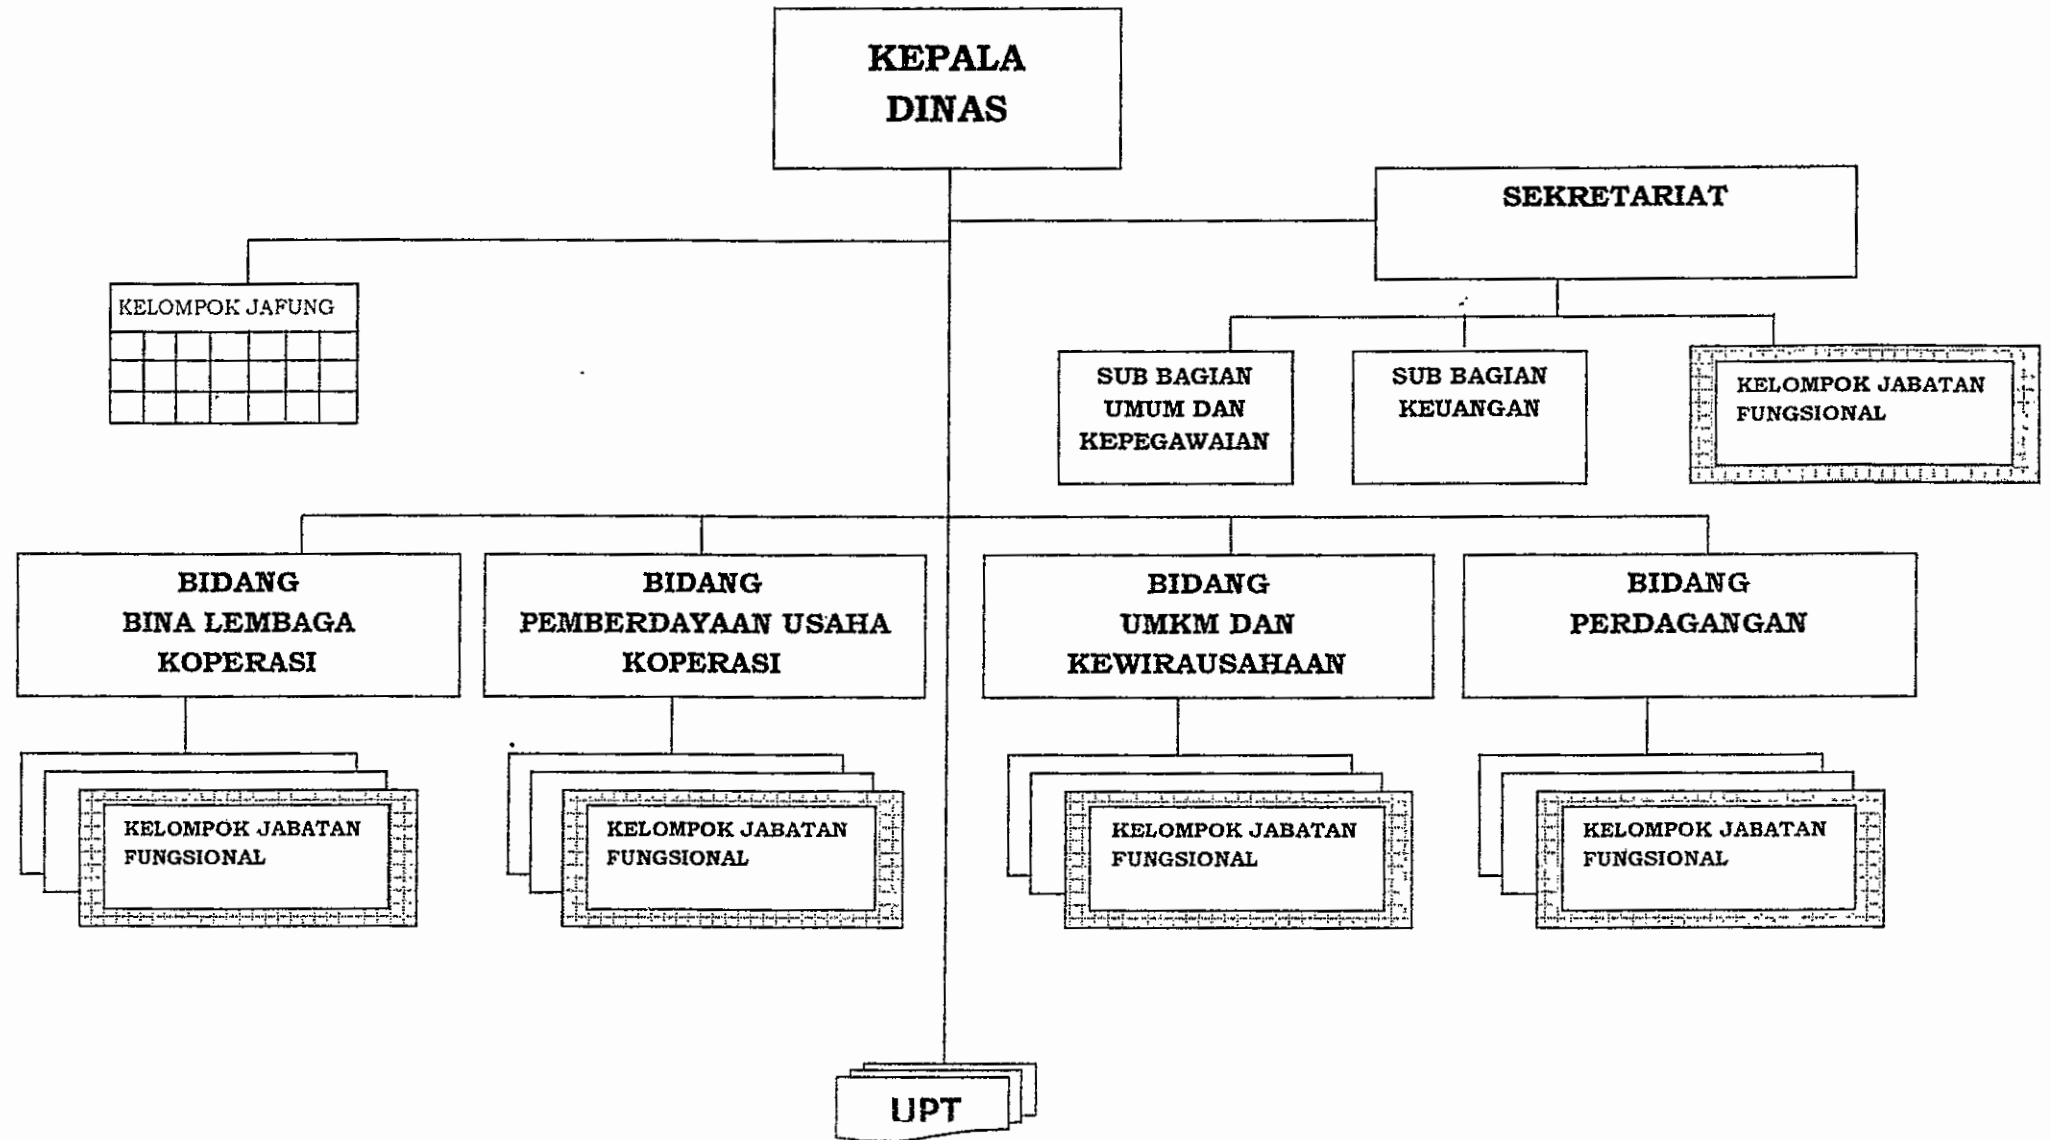 KEPALA
DINAS
SEKRETARIAT
KELOMPOK JAFUNG
SUB BAGIAN
UMUM DAN
KEPEGAWAIAN
SUB BAGIAN
KEUANGAN
KELOMPOK JABATAN
FUNGSIONAL
BIDANG
BINA LEMBAGA
KOPERASI
BIDANG
PEMBERDAYAAN USAHA
KOPERASI
BIDANG
UMKM DAN
KEWIRAUSAHAAN
BIDANG
PERDAGANGAN
KELOMPOK JABATAN
FUNGSIONAL
KELOMPOK JABATAN
FUNGSIONAL
KELOMPOK JABATAN
FUNGSIONAL
KELOMPOK JABATAN
FUNGSIONAL
UPT